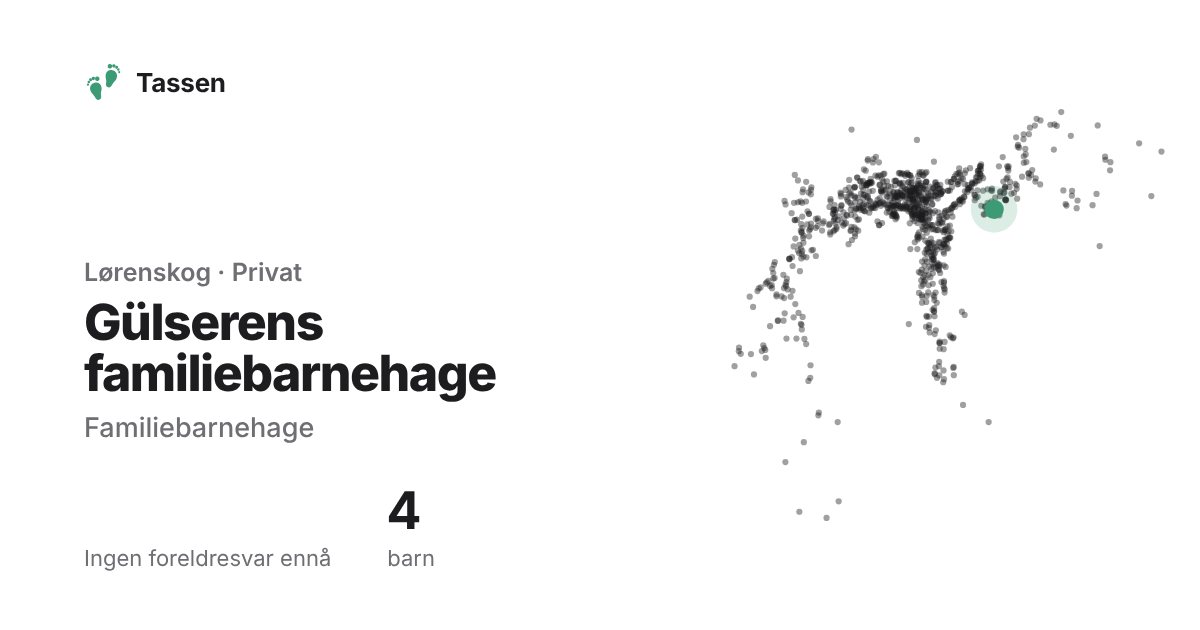 Tassen
Lørenskog · Privat
Gülserens
familiebarnehage
Familiebarnehage
4
Ingen foreldresvar ennå
barn